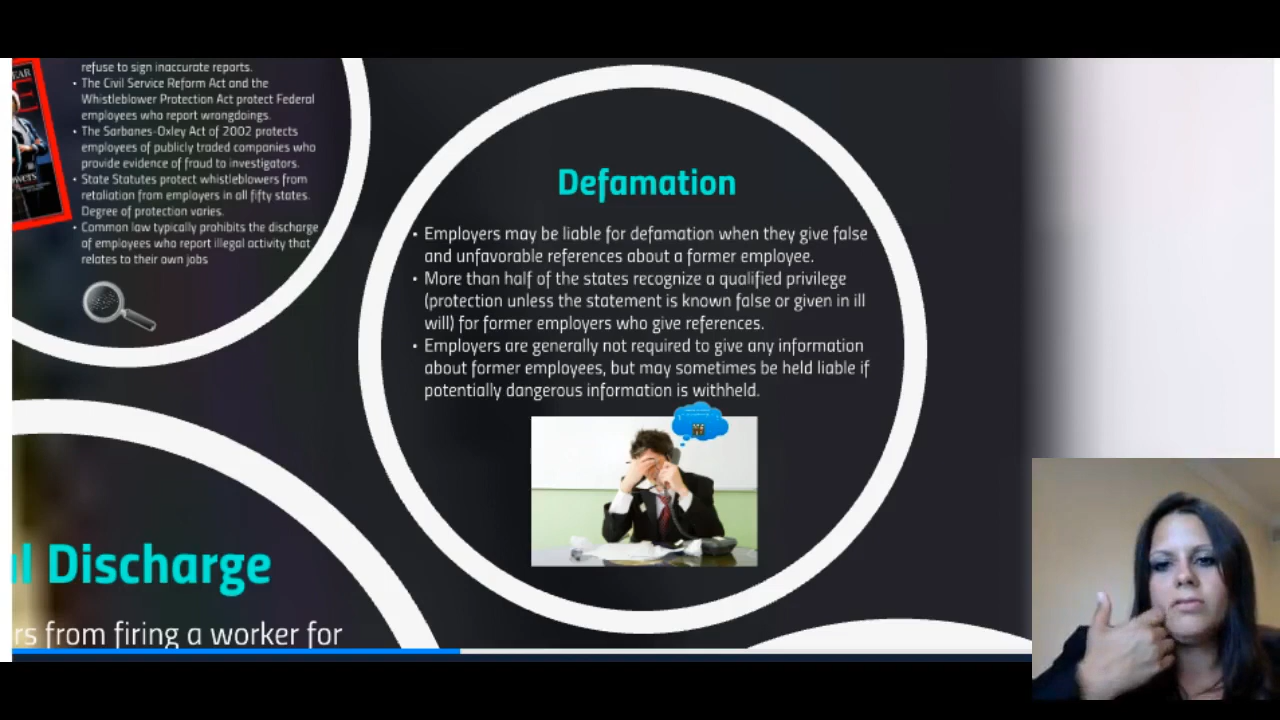 refuse to sign inaccurate reports.
• The Civil Service Reform Act and the
Whistleblower Protection Act protect Federal
employees who report wrongdoings.
• The Sarbanes-Oxley Act of 2002 protects
employees of publicly traded companies who
provide evidence of fraud to investigators.
• State Statutes protect whistleblowers from
retaliation from employers in all fifty states.
Degree of protection varies.
• Common law typically prohibits the discharge
of employees who report illegal activity that
relates to their own jobs
Defamation
• Employers may be liable for defamation when they give false
and unfavorable references about a former employee.
• More than half of the states recognize a qualified privilege
(protection unless the statement is known false or given in ill
will) for former employers who give references.
• Employers are generally not required to give any information
about former employees, but may sometimes be held liable if
potentially dangerous information is withheld.
l Discharge
rs from firing a worker for